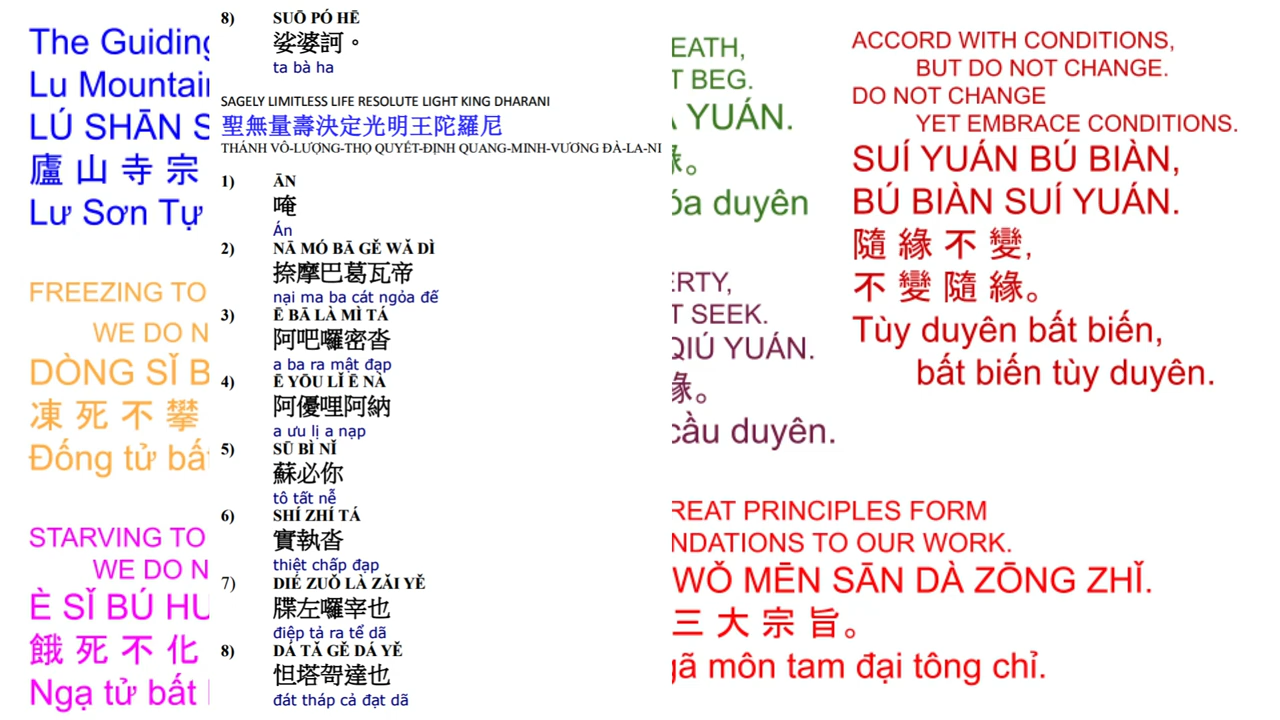 The Guiding
Lu Mountain
LÚ SHĀN S
廬 山 寺 宗
Lư Sơn Tự
FREEZING TO
WE DO N
DÒNG SǏ B
凍 死 不 攀
Đống tử bất
STARVING TO
WE DO N
È SǏ BÚ HU
餓 死 不 化
Ngạ tử bất
8) SUŌ PÓ HĒ
娑婆訶。
ta bà ha
SAGELY LIMITLESS LIFE RESOLUTE LIGHT KING DHARANI
聖無量壽決定光明王陀羅尼
THÁNH VÔ-LƯỢNG-THỌ QUYẾT-ĐỊNH QUANG-MINH-VƯƠNG ĐÀ-LA-NI
1) ĀN
唵
Án
2) NĀ MÓ BĀ GĚ WǍ DÌ
捺摩巴葛瓦帝
nại ma ba cát ngỏa đế
3) Ē BĀ LÀ MÌ TÁ
阿吧囉密沓
a ba ra mật đạp
4) Ē YŌU LǏ Ē NÀ
阿優哩阿納
a ưu lị a nạp
5) SŪ BÌ NǏ
蘇必你
tô tất nễ
6) SHÍ ZHÍ TÁ
實執沓
thiệt chấp đạp
7) DIÉ ZUǑ LÀ ZǍI YĚ
牒左囉宰也
điệp tả ra tể dã
8) DÁ TǍ GĚ DÁ YĚ
怛塔哿達也
đát tháp cả đạt dã
EATH,
T BEG.
YUÁN.
緣。
óa duyên
ERTY,
T SEEK.
QIÚ YUÁN.
緣。
cầu duyên.
ACCORD WITH CONDITIONS,
BUT DO NOT CHANGE.
DO NOT CHANGE
YET EMBRACE CONDITIONS.
SUÍ YUÁN BÚ BIÀN,
BÚ BIÀN SUÍ YUÁN.
隨 緣 不 變,
不 變 隨 緣。
Tùy duyên bất biến,
bất biến tùy duyên.
REAT PRINCIPLES FORM
NDATIONS TO OUR WORK.
WǑ MĒN SĀN DÀ ZŌNG ZHǏ.
三 大 宗 旨。
gã môn tam đại tông chỉ.